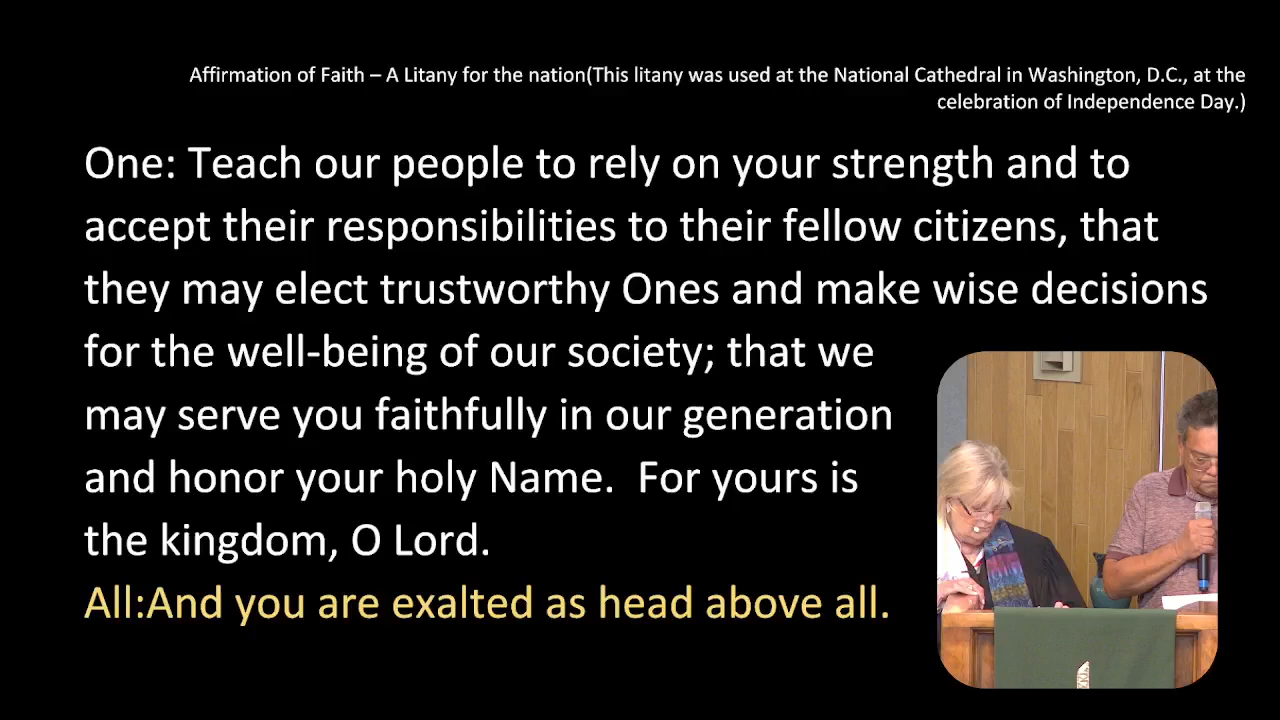 Affirmation of Faith – A Litany for the nation(This litany was used at the National Cathedral in Washington, D.C., at the
celebration of Independence Day.)
One: Teach our people to rely on your strength and to
accept their responsibilities to their fellow citizens, that
they may elect trustworthy Ones and make wise decisions
for the well-being of our society; that we
may serve you faithfully in our generation
and honor your holy Name.  For yours is
the kingdom, O Lord.
All:And you are exalted as head above all.